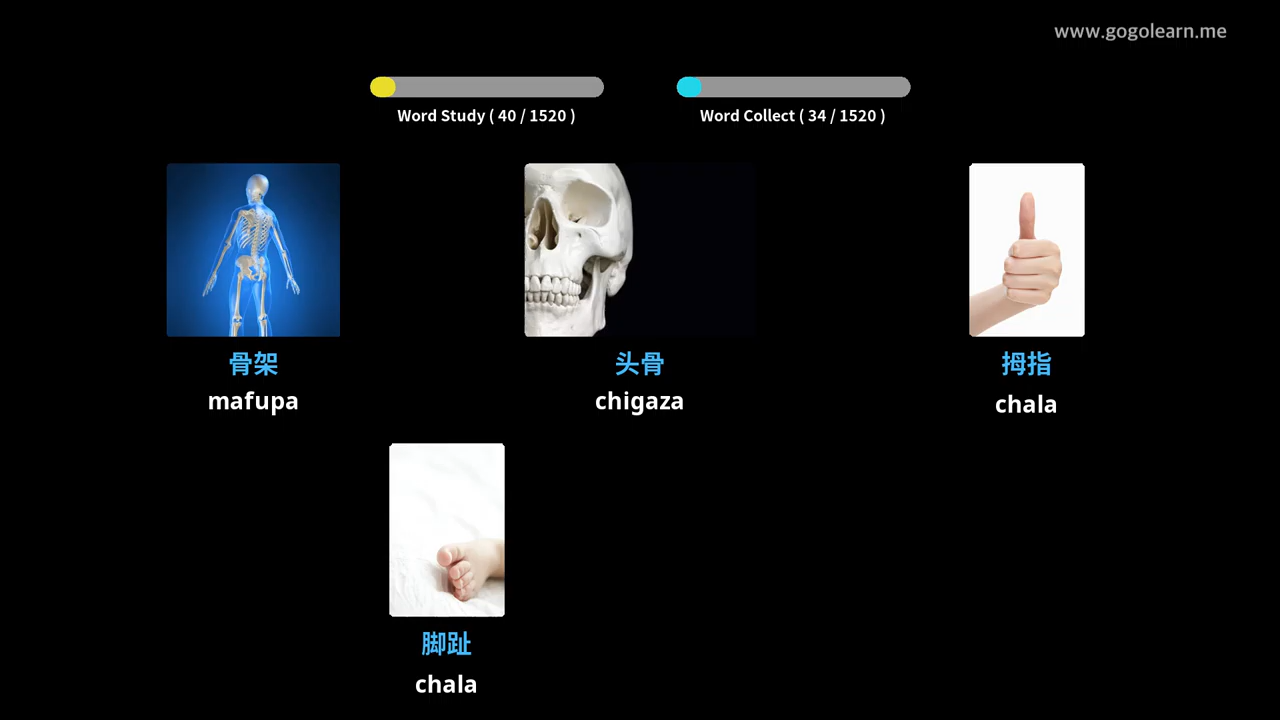 www.gogolearn.me
Word Study ( 40 / 1520 )
Word Collect ( 34 / 1520 )
骨架
mafupa
头骨
chigaza
拇指
chala
脚趾
chala